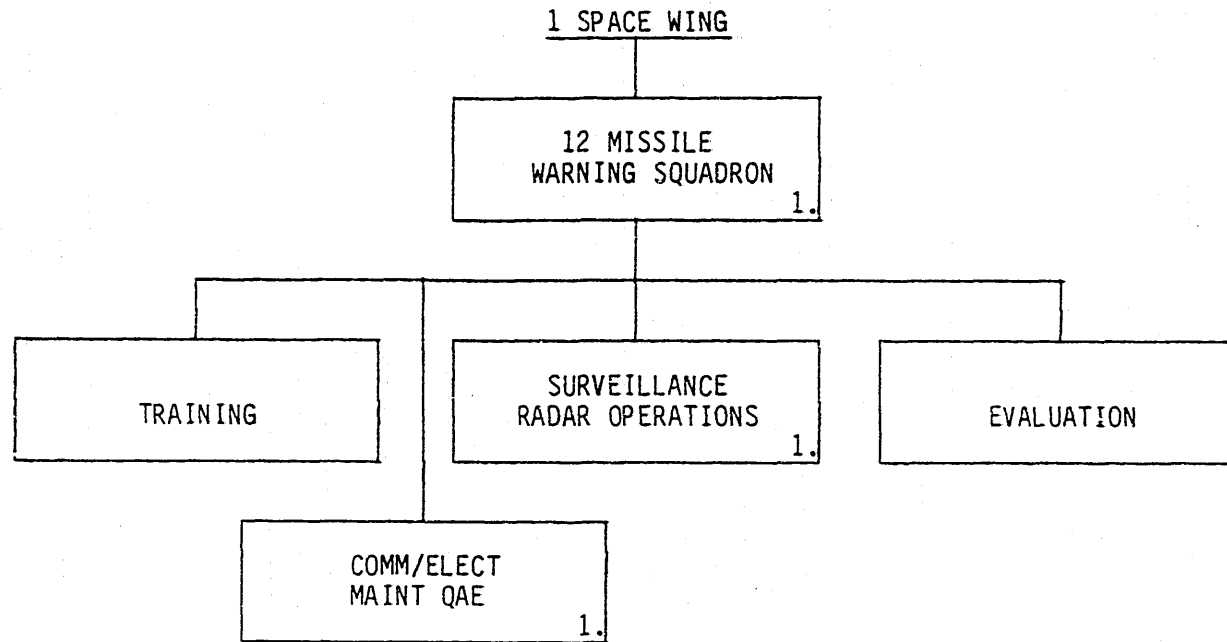 1 SPACE WING
12 MISSILE
WARNING SQUADRON
1.
TRAINING
SURVEILLANCE
RADAR OPERATIONS
1.
EVALUATION
COMM/ELECT
MAINT QAE
1.